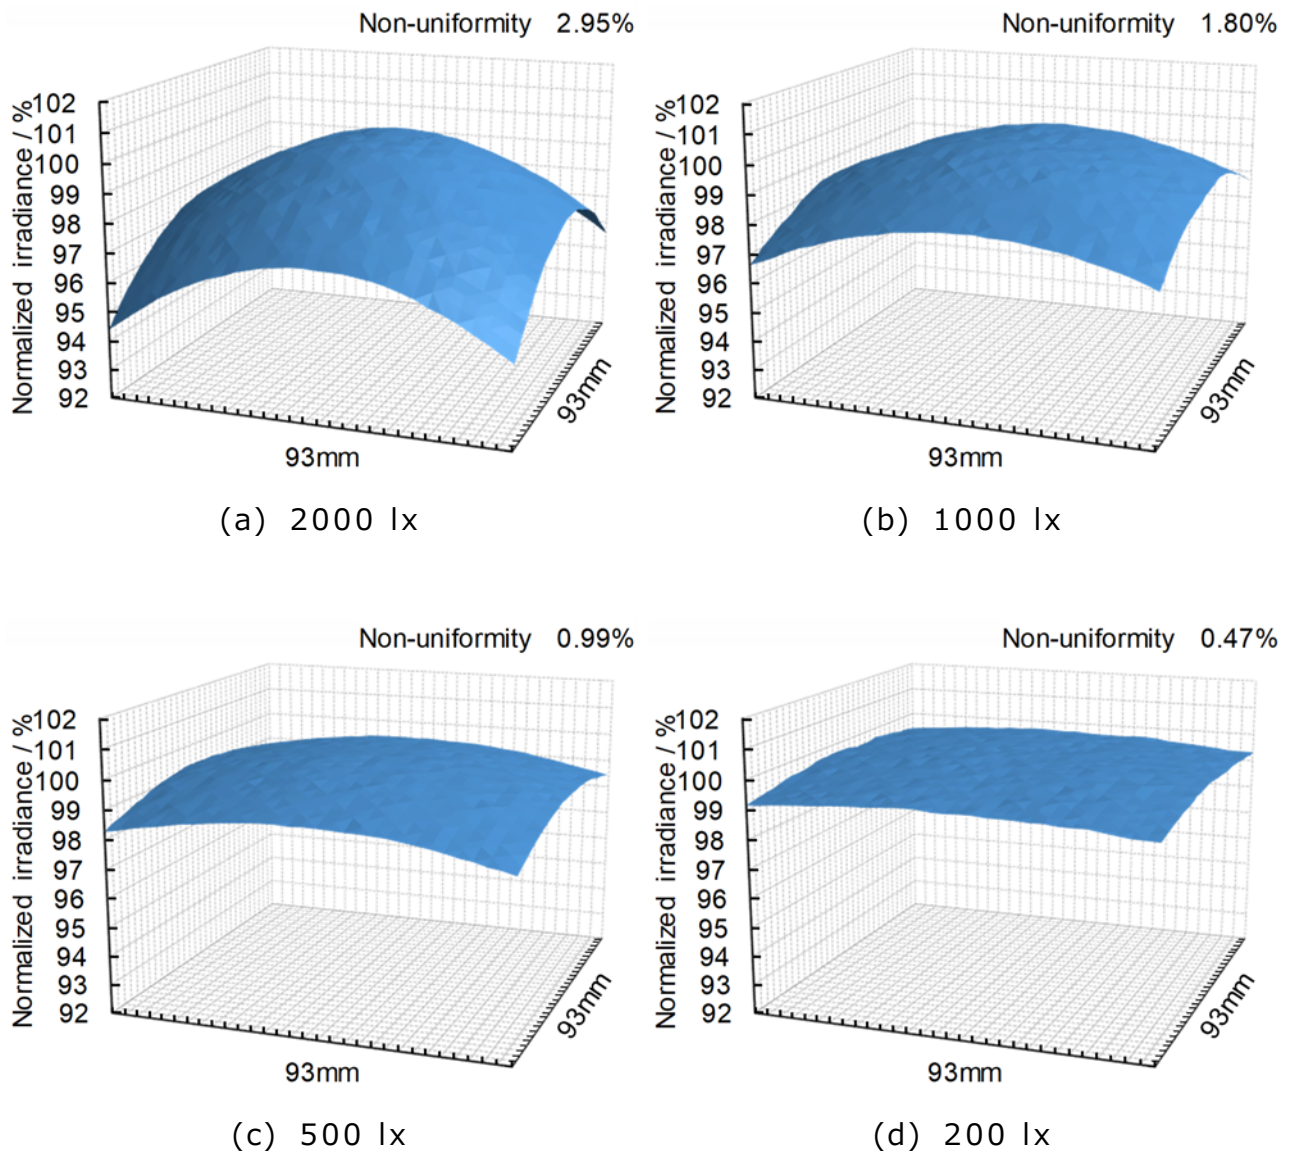 Non-uniformity 2.95%
Normalized irradiance / %
102
101
100
99
98
97
96
95
94
93
92
93mm
93mm
(a) 2000 lx
Non-uniformity 1.80%
Normalized irradiance / %
102
101
100
99
98
97
96
95
94
93
92
93mm
93mm
(b) 1000 lx
Non-uniformity 0.99%
Normalized irradiance / %
102
101
100
99
98
97
96
95
94
93
92
93mm
93mm
(c) 500 lx
Non-uniformity 0.47%
Normalized irradiance / %
102
101
100
99
98
97
96
95
94
93
92
93mm
93mm
(d) 200 lx